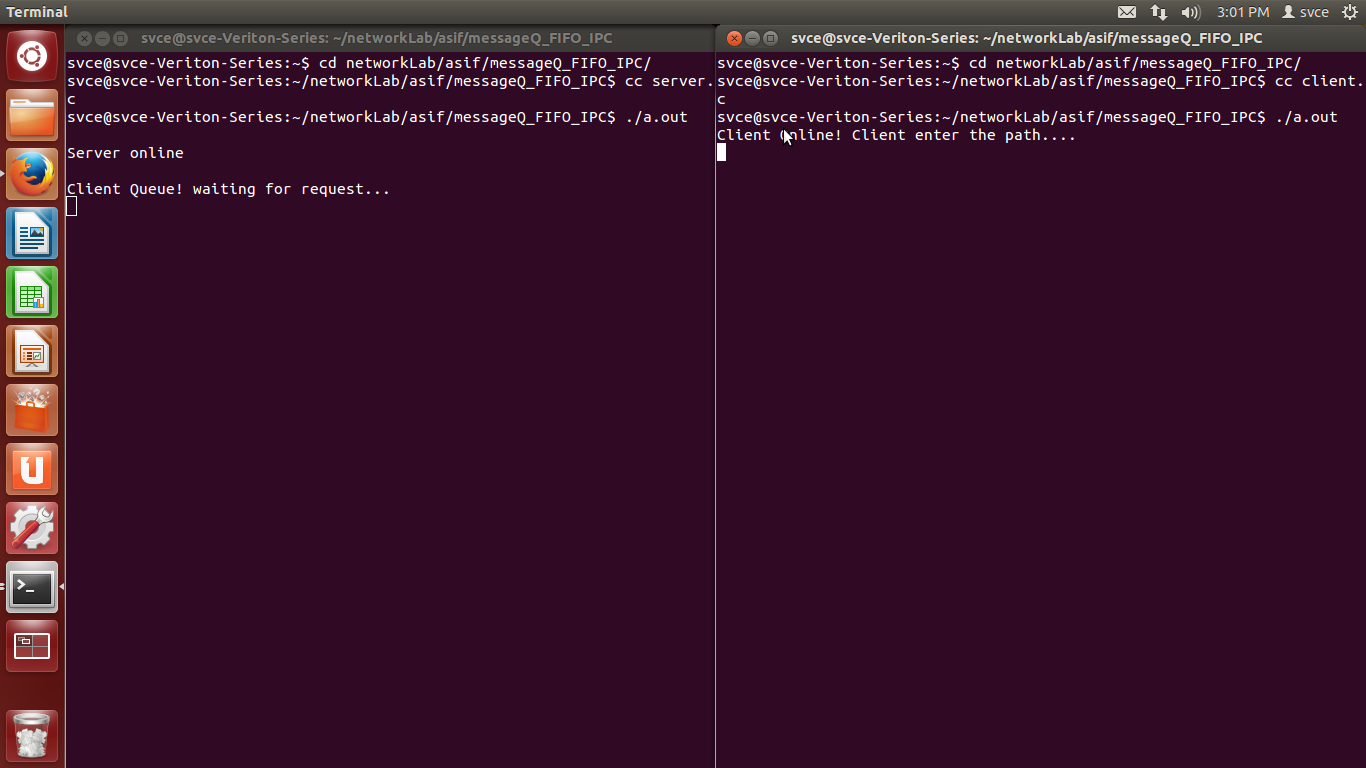 Terminal
3:01 PM
svce
svce@svce-Veriton-Series: ~/networkLab/asif/messageQ_FIFO_IPC
svce@svce-Veriton-Series:~$ cd networkLab/asif/messageQ_FIFO_IPC/
svce@svce-Veriton-Series:~/networkLab/asif/messageQ_FIFO_IPC$ cc server.
c
svce@svce-Veriton-Series:~/networkLab/asif/messageQ_FIFO_IPC$ ./a.out
Server online
Client Queue! waiting for request...
svce@svce-Veriton-Series: ~/networkLab/asif/messageQ_FIFO_IPC
svce@svce-Veriton-Series:~$ cd networkLab/asif/messageQ_FIFO_IPC/
svce@svce-Veriton-Series:~/networkLab/asif/messageQ_FIFO_IPC$ cc client.
c
svce@svce-Veriton-Series:~/networkLab/asif/messageQ_FIFO_IPC$ ./a.out
Client Online! Client enter the path....